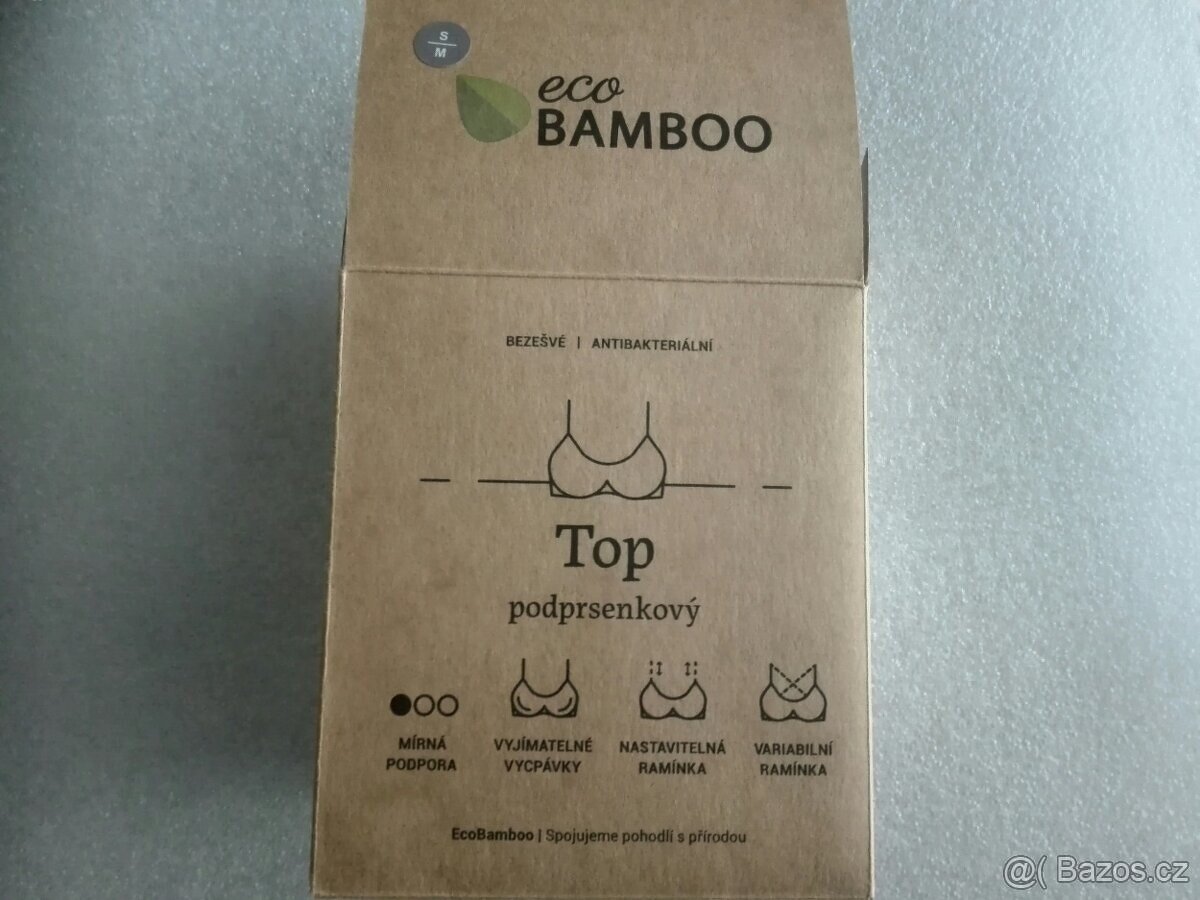 S
M
eco
BAMBOO
BEZEŠVÉ | ANTIBAKTERIÁLNÍ
Top
podprsenkový
MÍRNÁ
PODPORA
VYJÍMATELNÉ
VYCPÁVKY
NASTAVITELNÁ
RAMÍNKA
VARIABILNÍ
RAMÍNKA
EcoBamboo | Spojujeme pohodlí s přírodou
@( Bazos.cz